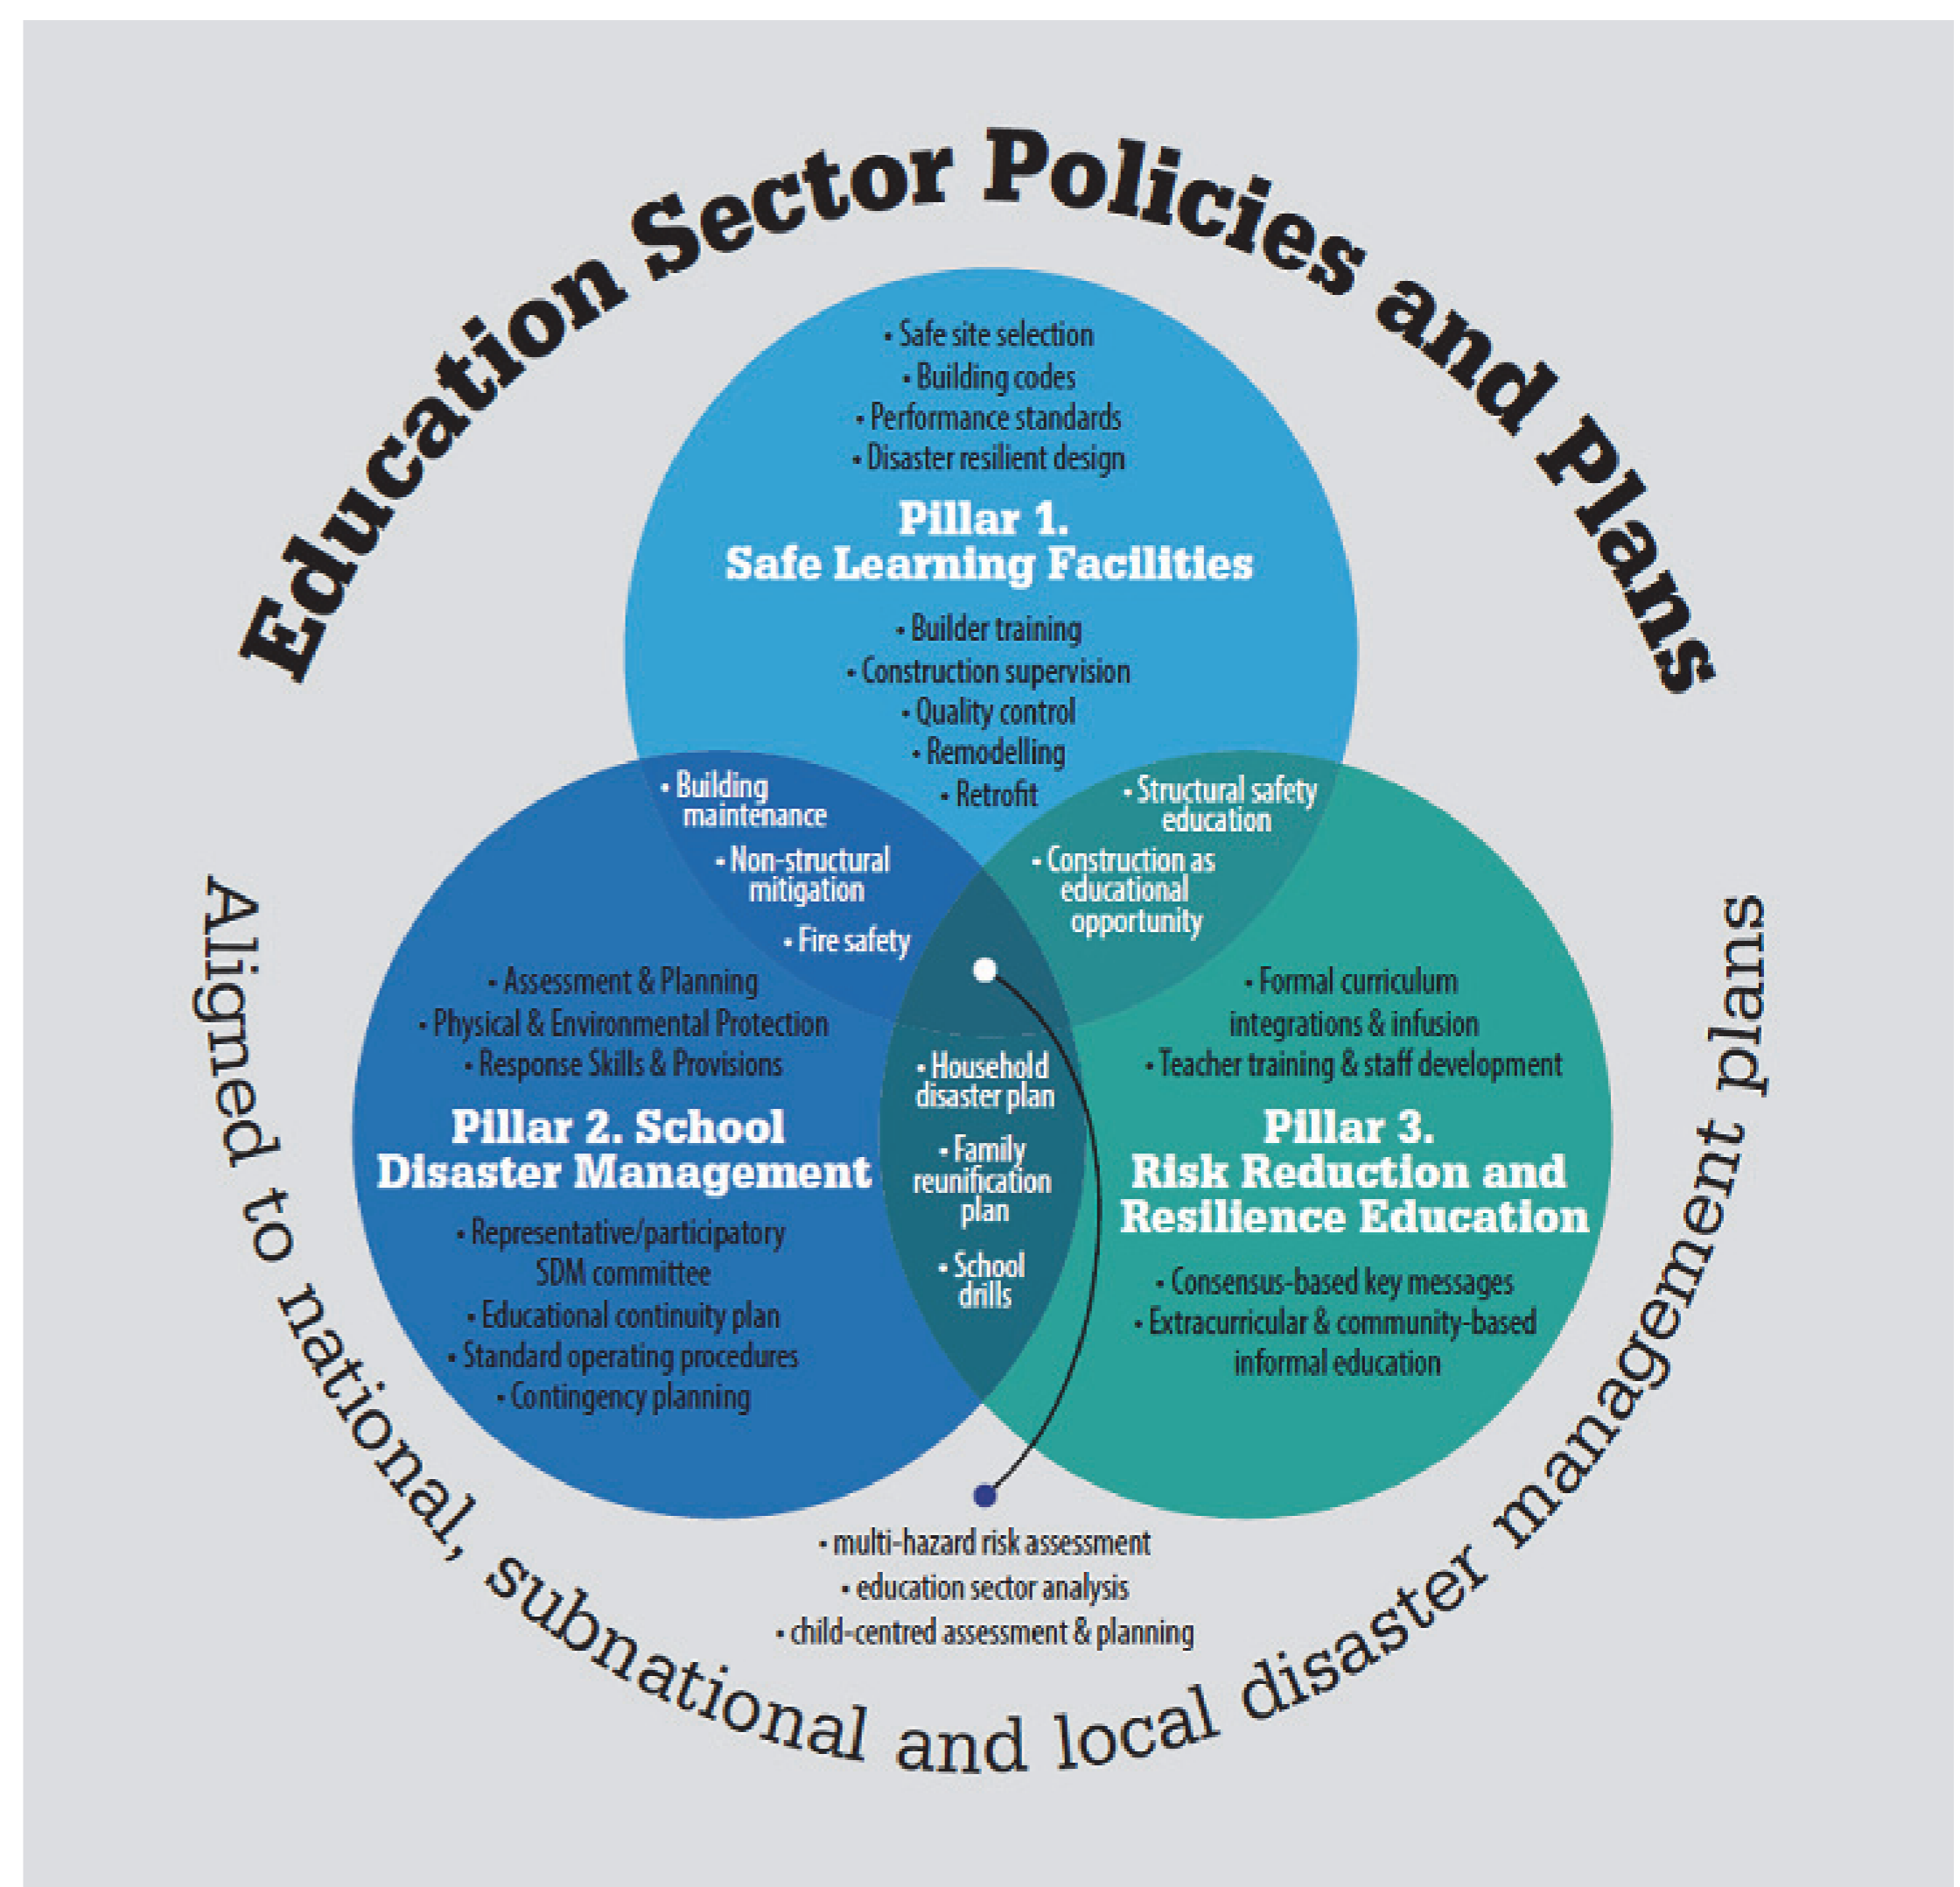 Education Sector Policies and Plans
• Safe site selection
• Building codes
• Performance standards
• Disaster resilient design
Pillar 1.
Safe Learning Facilities
• Builder training
• Construction supervision
• Quality control
• Remodelling
• Retrofit
• Building
maintenance
• Non-structural
mitigation
• Fire safety
• Structural safety
education
• Construction as
educational
opportunity
• Assessment & Planning
• Physical & Environmental Protection
• Response Skills & Provisions
Pillar 2. School
Disaster Management
• Representative/participatory
SDM committee
• Educational continuity plan
• Standard operating procedures
• Contingency planning
• Household
disaster plan
• Family
reunification
plan
• School
drills
• Formal curriculum
integrations & infusion
• Teacher training & staff development
Pillar 3.
Risk Reduction and
Resilience Education
• Consensus-based key messages
• Extracurricular & community-based
informal education
• multi-hazard risk assessment
• education sector analysis
• child-centred assessment & planning
Aligned to national, subnational and local disaster management plans